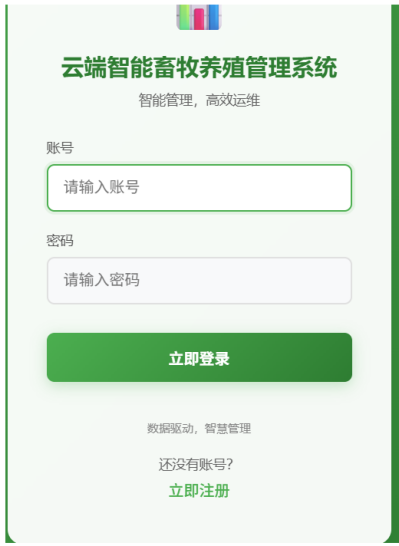 云端智能畜牧养殖管理系统
智能管理，高效运维
账号
请输入账号
密码
请输入密码
立即登录
数据驱动，智慧管理
还没有账号?
立即注册